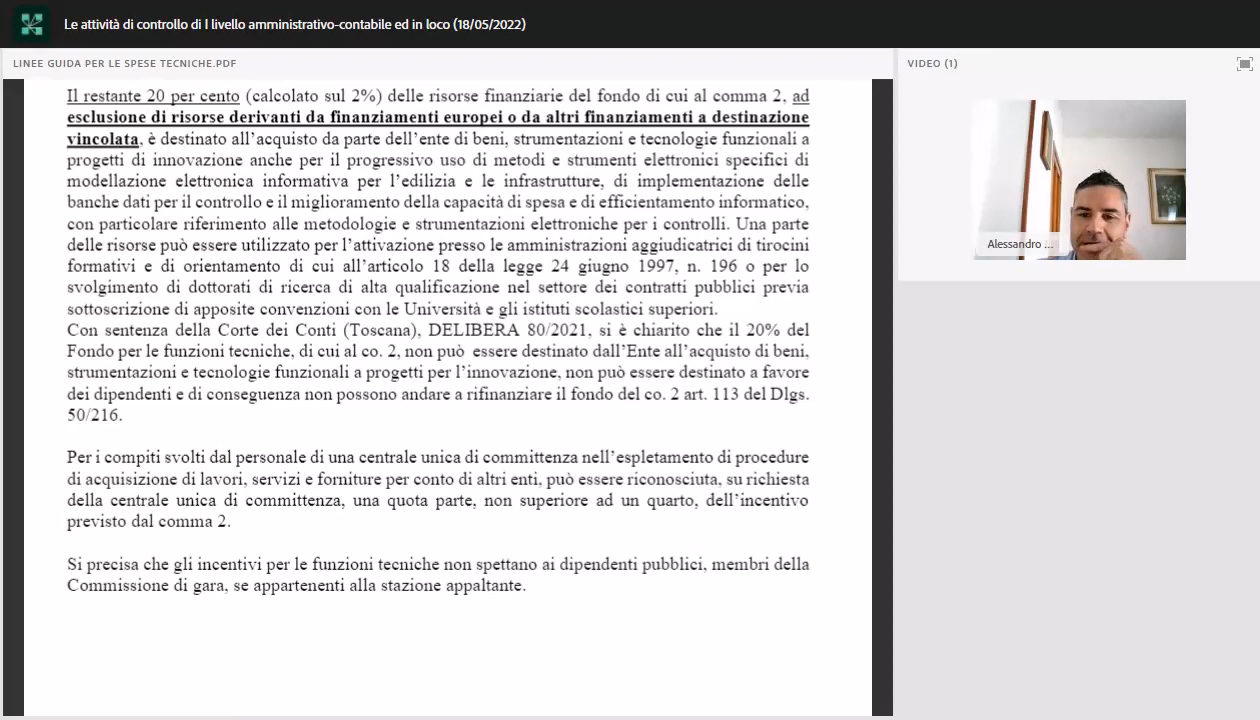 Le attività di controllo di I livello amministrativo-contabile ed in loco (18/05/2022)
LINEE GUIDA PER LE SPESE TECNICHE.PDF
Il restante 20 per cento (calcolato sul 2%) delle risorse finanziarie del fondo di cui al comma 2, ad
esclusione di risorse derivanti da finanziamenti europei o da altri finanziamenti a destinazione
vincolata, è destinato all’acquisto da parte dell’ente di beni, strumentazioni e tecnologie funzionali a
progetti di innovazione anche per il progressivo uso di metodi e strumenti elettronici specifici di
modellazione elettronica informativa per l’edilizia e le infrastrutture, di implementazione delle
banche dati per il controllo e il miglioramento della capacità di spesa e di efficientamento informatico,
con particolare riferimento alle metodologie e strumentazioni elettroniche per i controlli. Una parte
delle risorse può essere utilizzato per l’attivazione presso le amministrazioni aggiudicatrici di tirocini
formativi e di orientamento di cui all’articolo 18 della legge 24 giugno 1997, n. 196 o per lo
svolgimento di dottorati di ricerca di alta qualificazione nel settore dei contratti pubblici previa
sottoscrizione di apposite convenzioni con le Università e gli istituti scolastici superiori.
Con sentenza della Corte dei Conti (Toscana), DELIBERA 80/2021, si è chiarito che il 20% del
Fondo per le funzioni tecniche, di cui al co. 2, non può essere destinato dall’Ente all’acquisto di beni,
strumentazioni e tecnologie funzionali a progetti per l’innovazione, non può essere destinato a favore
dei dipendenti e di conseguenza non possono andare a rifinanziare il fondo del co. 2 art. 113 del Dlgs.
50/216.
Per i compiti svolti dal personale di una centrale unica di committenza nell’espletamento di procedure
di acquisizione di lavori, servizi e forniture per conto di altri enti, può essere riconosciuta, su richiesta
della centrale unica di committenza, una quota parte, non superiore ad un quarto, dell’incentivo
previsto dal comma 2.
Si precisa che gli incentivi per le funzioni tecniche non spettano ai dipendenti pubblici, membri della
Commissione di gara, se appartenenti alla stazione appaltante.
VIDEO (1)
Alessandro ...